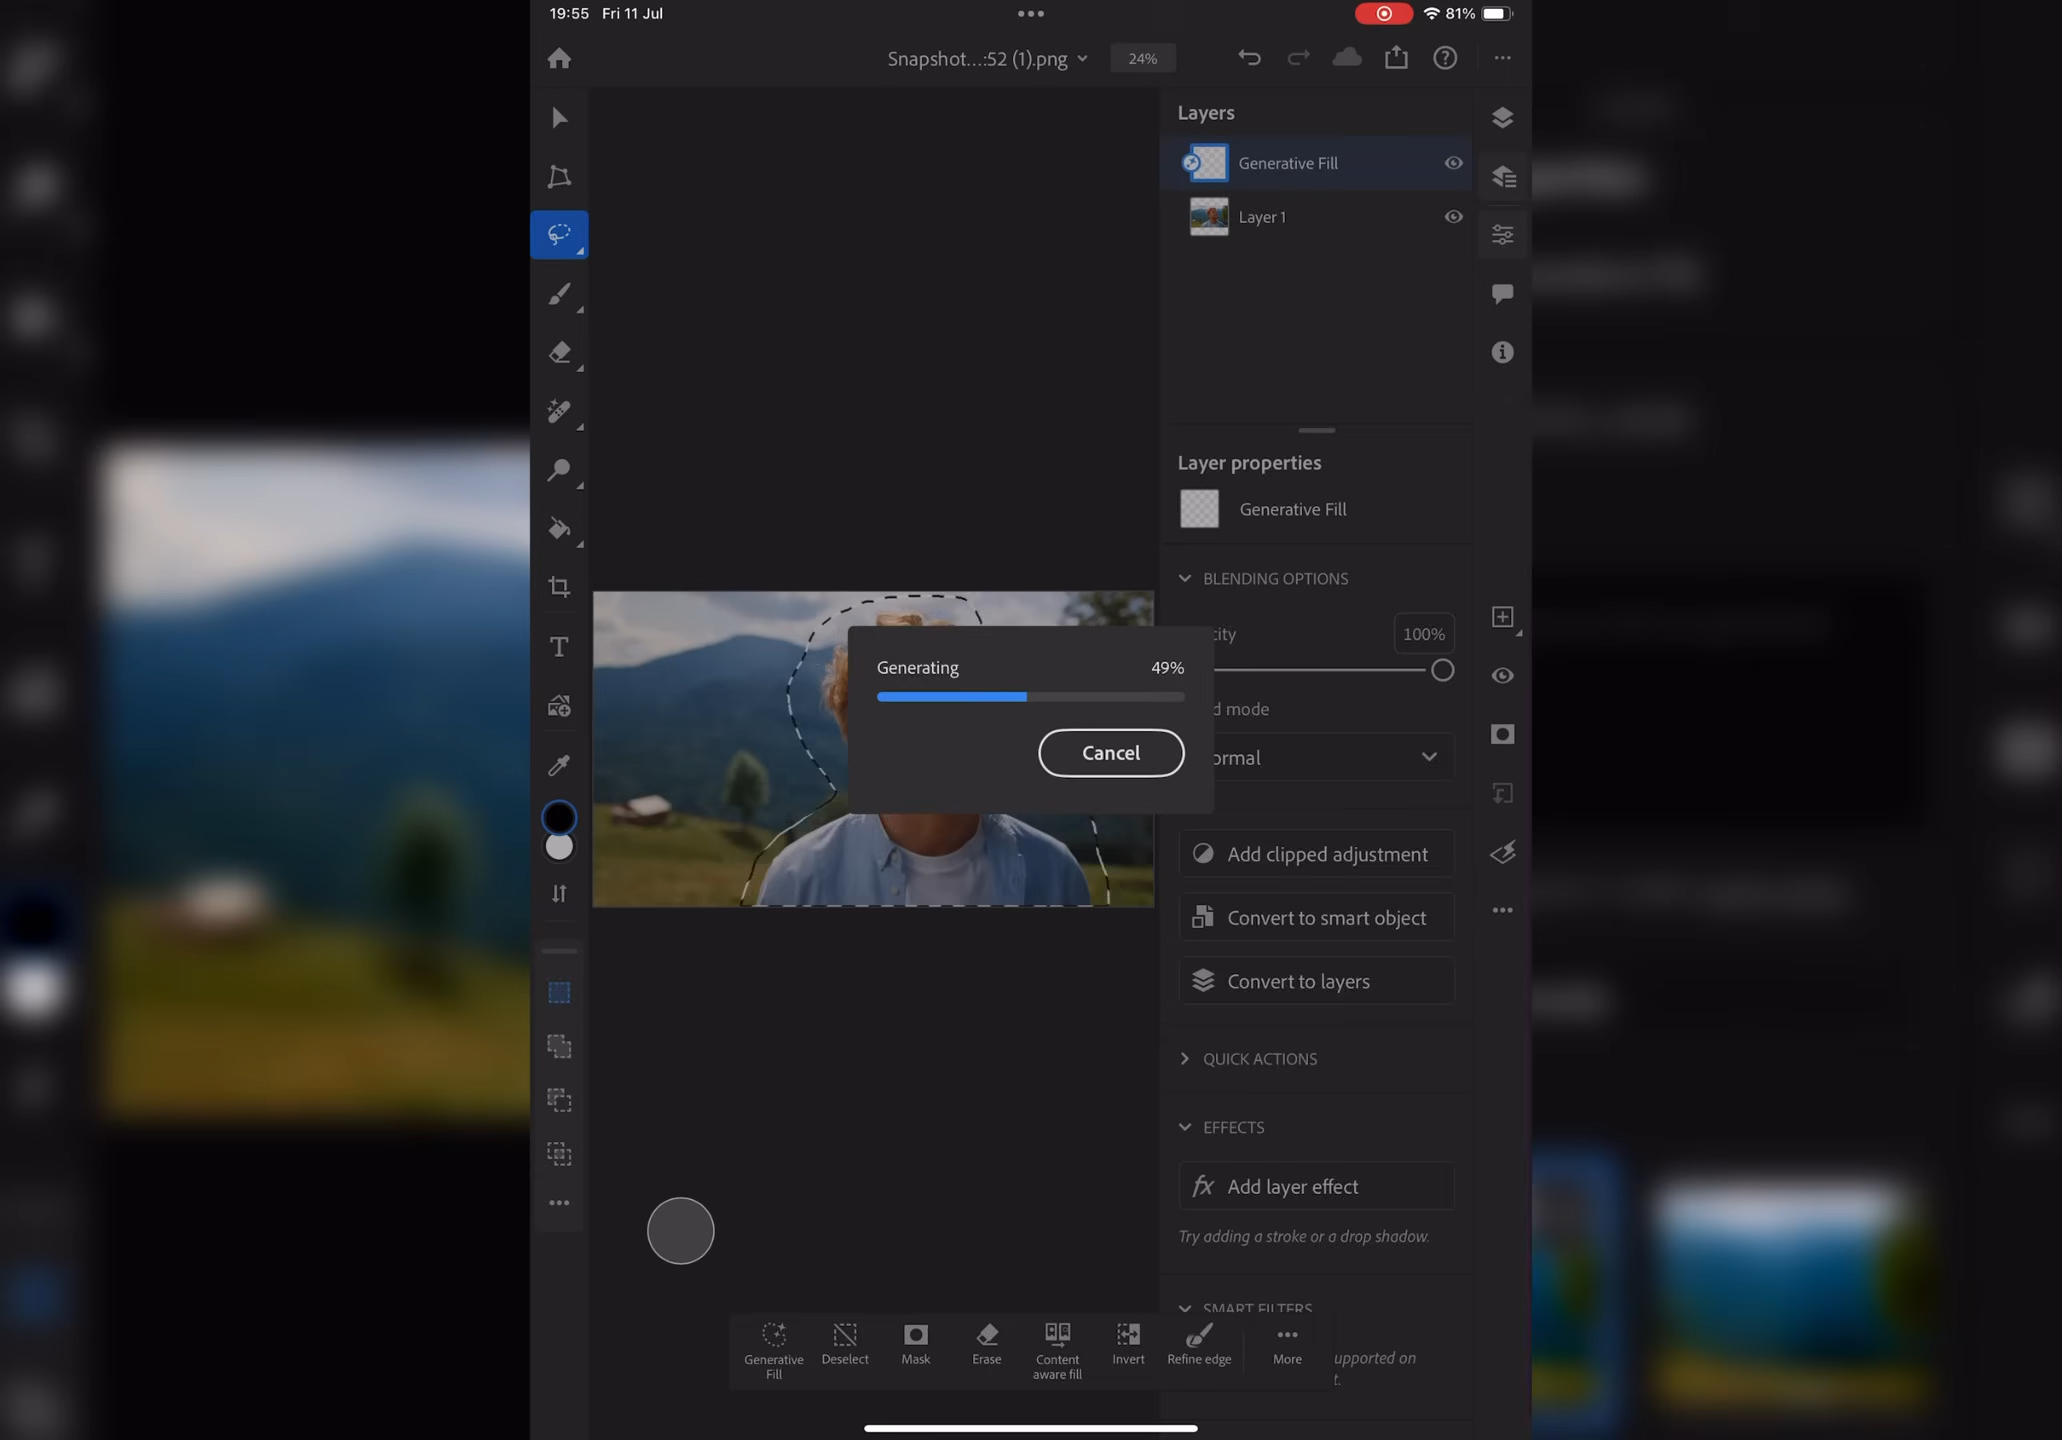 19:55 Fri 11 Jul
81%
Snapshot...:52 (1).png
24%
Layers
Generative Fill
Layer 1
Layer properties
Generative Fill
BLENDING OPTIONS
city
100%
Generating
49%
d mode
Cancel
ormal
Add clipped adjustment
Convert to smart object
Convert to layers
QUICK ACTIONS
EFFECTS
fx Add layer effect
Try adding a stroke or a drop shadow.
SMART FILTERS
upported on
t.
Generative
Fill
Deselect
Mask
Erase
Content
aware fill
Invert
Refine edge
More